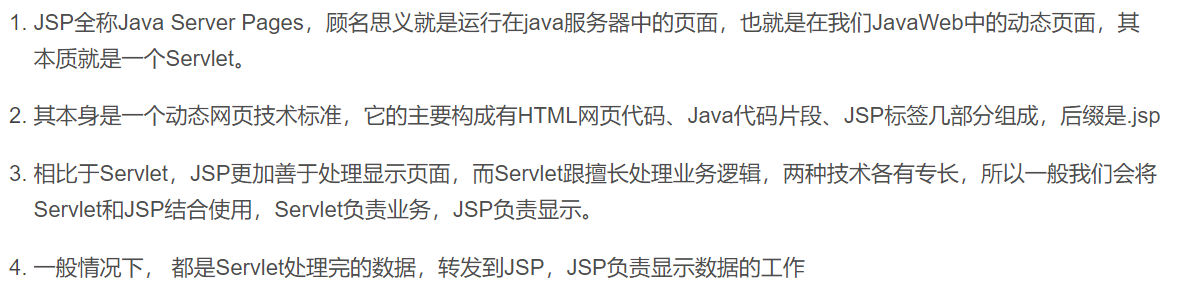 1. JSP全称Java Server Pages，顾名思义就是运行在java服务器中的页面，也就是在我们JavaWeb中的动态页面，其
本质就是一个Servlet。
2. 其本身是一个动态网页技术标准，它的主要构成有HTML网页代码、Java代码片段、JSP标签几部分组成，后缀是.jsp
3. 相比于Servlet，JSP更加善于处理显示页面，而Servlet跟擅长处理业务逻辑，两种技术各有专长，所以一般我们会将
Servlet和JSP结合使用，Servlet负责业务，JSP负责显示。
4. 一般情况下， 都是Servlet处理完的数据，转发到JSP，JSP负责显示数据的工作